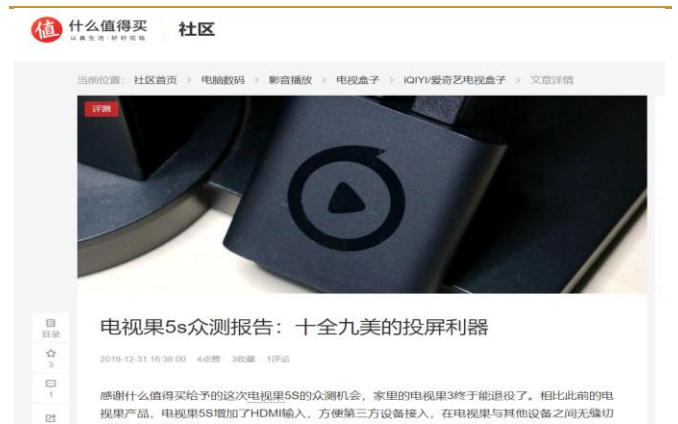 值 什么值得买 社区
认真生活·好好花钱
当前位置： 社区首页 > 电脑数码 > 影音播放 > 电视盒子 > iQIYI/爱奇艺电视盒子 > 文章详情
评测
电视果5s众测报告：十全九美的投屏利器
目录
3
1
2019-12-31 16:38:00 4点赞 3收藏 1评论
感谢什么值得买给予的这次电视果5S的众测机会，家里的电视果3终于能退役了。相比此前的电
视果产品，电视果5S增加了HDMI输入，方便第三方设备接入，在电视果与其他设备之间无缝切